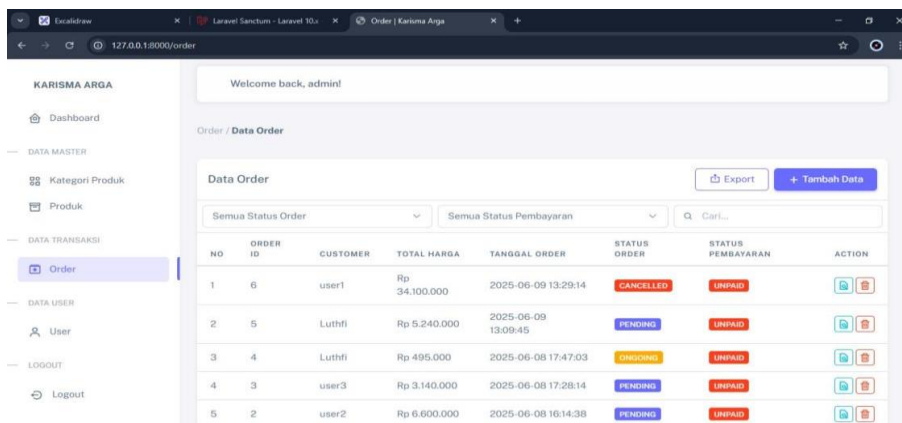 Excalidraw
Laravel Sanctum - Laravel 10.x
Order | Karisma Arga
127.0.0.1:8000/order
KARISMA ARGA
Dashboard
DATA MASTER
Kategori Produk
Produk
DATA TRANSAKSI
Order
DATA USER
User
LOGOUT
Logout
Welcome back, admin!
Order / Data Order
Data Order
Export
+ Tambah Data
Semua Status Order
Semua Status Pembayaran
Cari...
NO ORDER ID CUSTOMER TOTAL HARGA TANGGAL ORDER STATUS ORDER STATUS PEMBAYARAN ACTION
1 6 user1 Rp 34.100.000 2025-06-09 13:29:14 CANCELLED UNPAID
2 5 Luthfi Rp 5.240.000 2025-06-09 13:09:45 PENDING UNPAID
3 4 Luthfi Rp 495.000 2025-06-08 17:47:03 ONGOING UNPAID
4 3 user3 Rp 3.140.000 2025-06-08 17:28:14 PENDING UNPAID
5 2 user2 Rp 6.600.000 2025-06-08 16:14:38 PENDING UNPAID